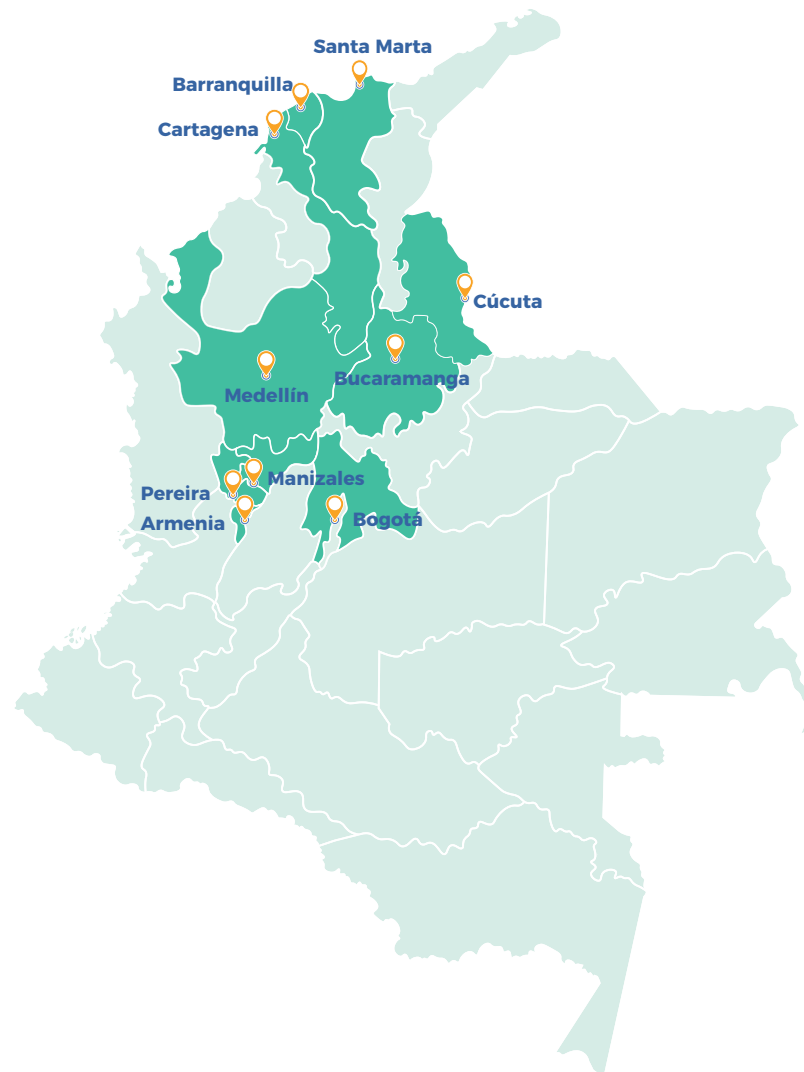 Santa Marta
Barranquilla
Cartagena
Cúcuta
Bucaramanga
Medellín
Manizales
Pereira
Armenia
Bogotá